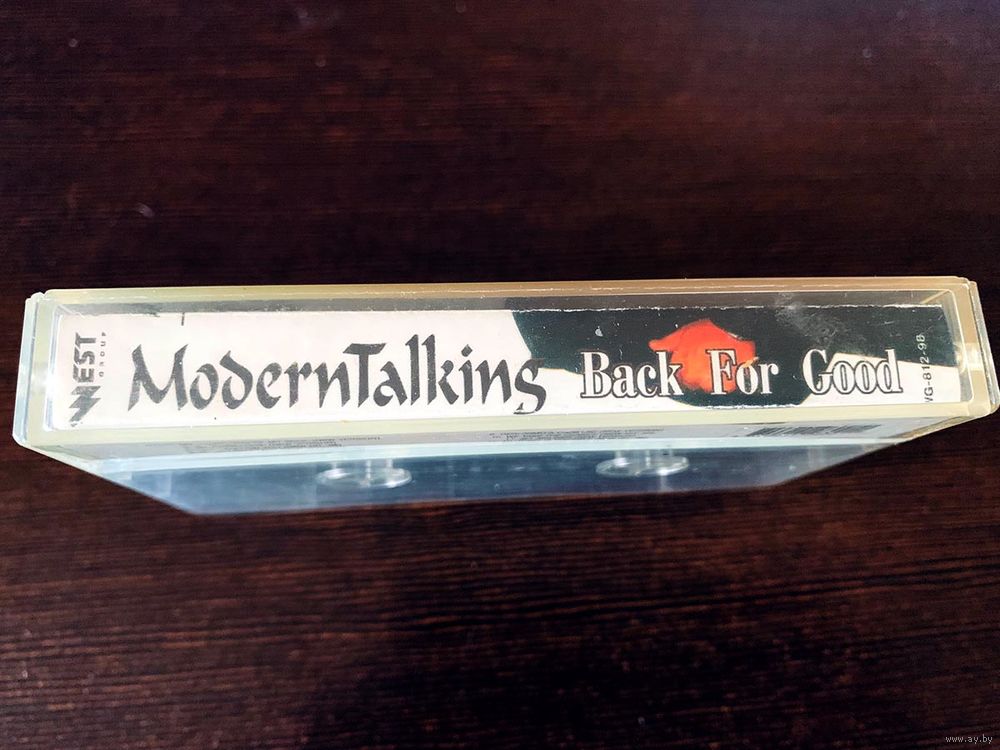 WEST
GROUP
ModernTalking
Back For Good
WG-812-98
www.ay.by